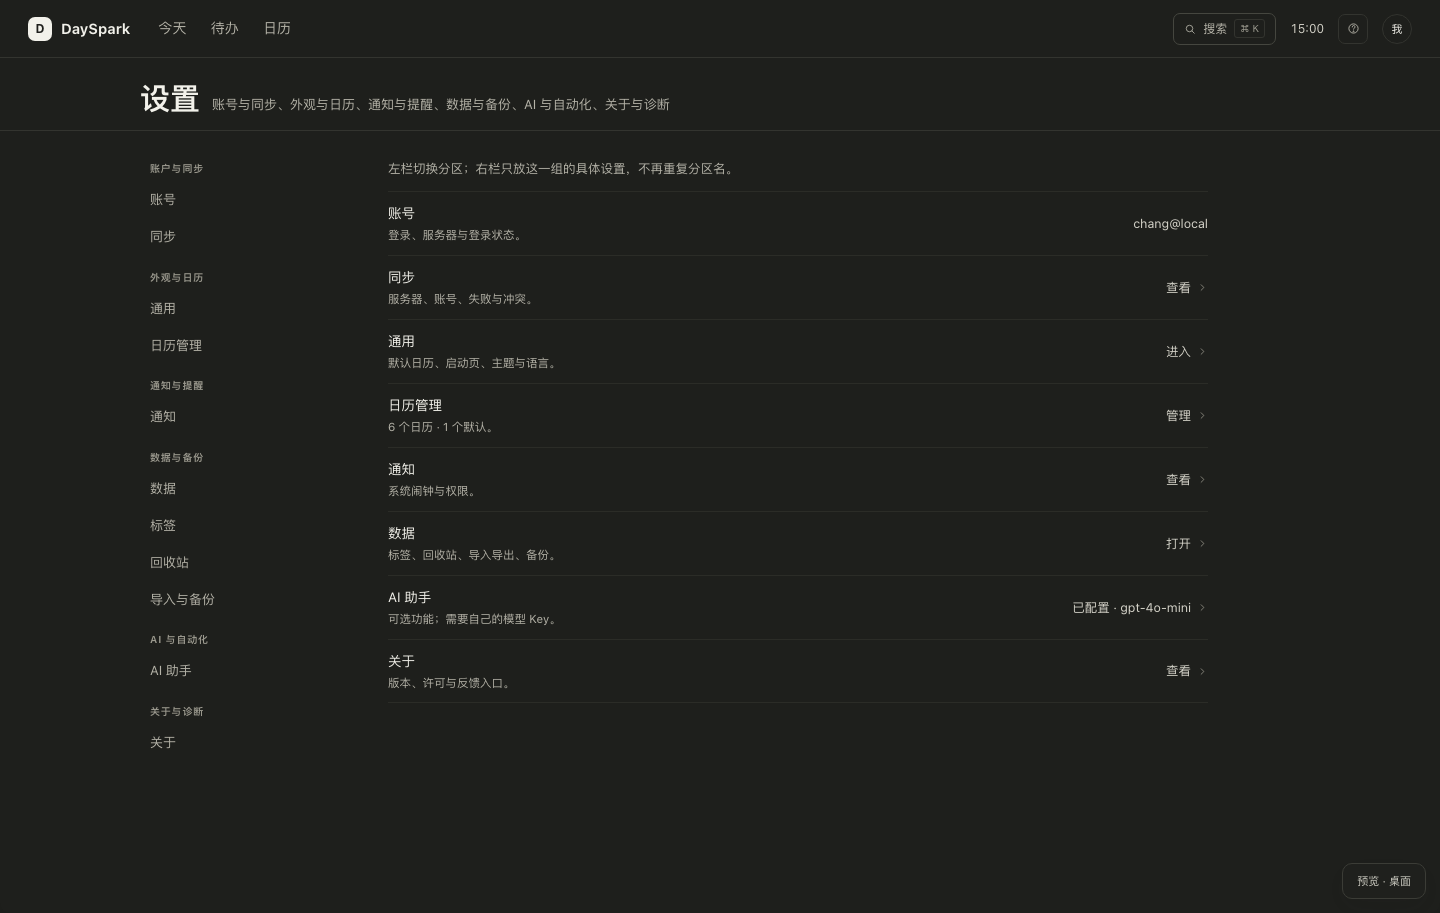 D DaySpark 今天 待办 日历 搜索 ⌘ K 15:00 我
设置 账号与同步、外观与日历、通知与提醒、数据与备份、AI 与自动化、关于与诊断
账户与同步
账号
同步
外观与日历
通用
日历管理
通知与提醒
通知
数据与备份
数据
标签
回收站
导入与备份
AI 与自动化
AI 助手
关于与诊断
关于
左栏切换分区；右栏只放这一组的具体设置，不再重复分区名。
账号
登录、服务器与登录状态。
chang@local
同步
服务器、账号、失败与冲突。
查看
通用
默认日历、启动页、主题与语言。
进入
日历管理
6 个日历 · 1 个默认。
管理
通知
系统闹钟与权限。
查看
数据
标签、回收站、导入导出、备份。
打开
AI 助手
可选功能；需要自己的模型 Key。
已配置 · gpt-4o-mini
关于
版本、许可与反馈入口。
查看
预览 · 桌面